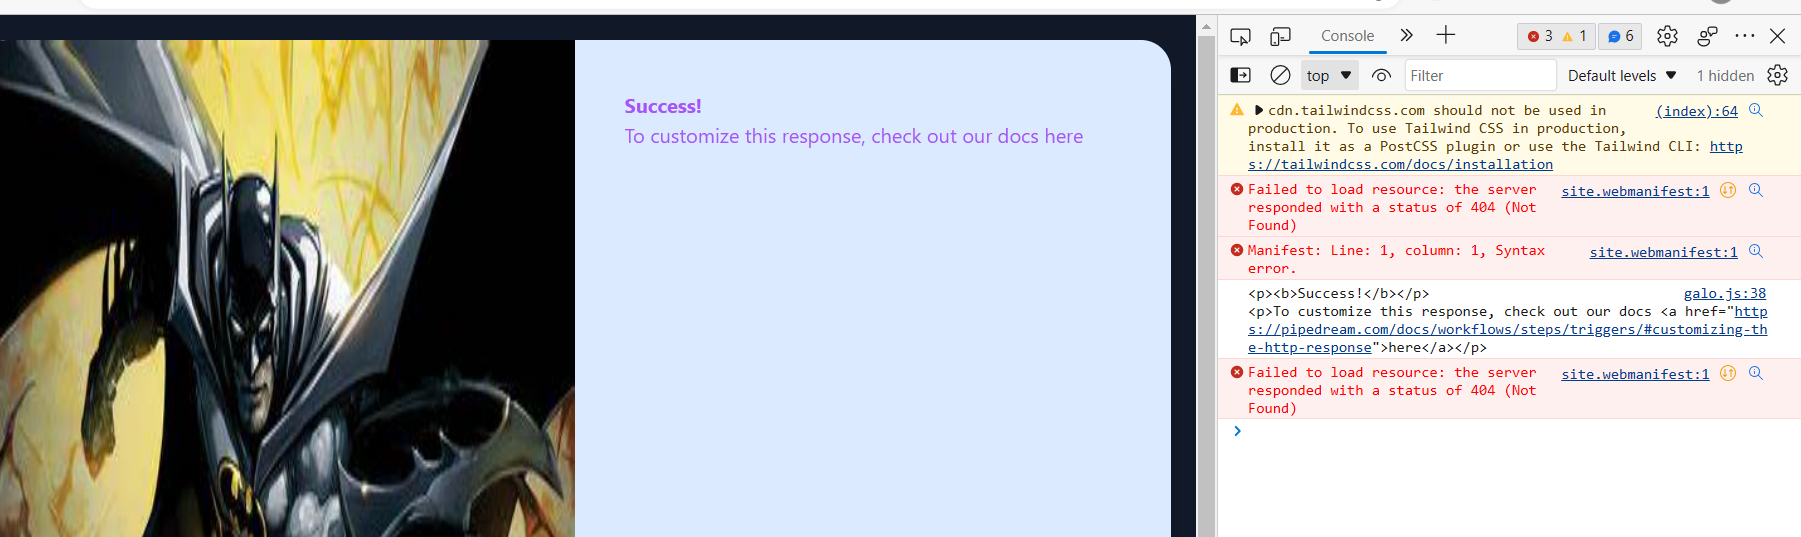 Success!
To customize this response, check out our docs here
Console
3
1
6
top
Filter
Default levels
1 hidden
cdn.tailwindcss.com should not be used in (index):64
production. To use Tailwind CSS in production,
install it as a PostCSS plugin or use the Tailwind CLI: http
s://tailwindcss.com/docs/installation
Failed to load resource: the server site.webmanifest:1
responded with a status of 404 (Not
Found)
Manifest: Line: 1, column: 1, Syntax site.webmanifest:1
error.
<p><b>Success!</b></p> galo.js:38
<p>To customize this response, check out our docs <a href="http
s://pipedream.com/docs/workflows/steps/triggers/#customizing-th
e-http-response">here</a></p>
Failed to load resource: the server site.webmanifest:1
responded with a status of 404 (Not
Found)